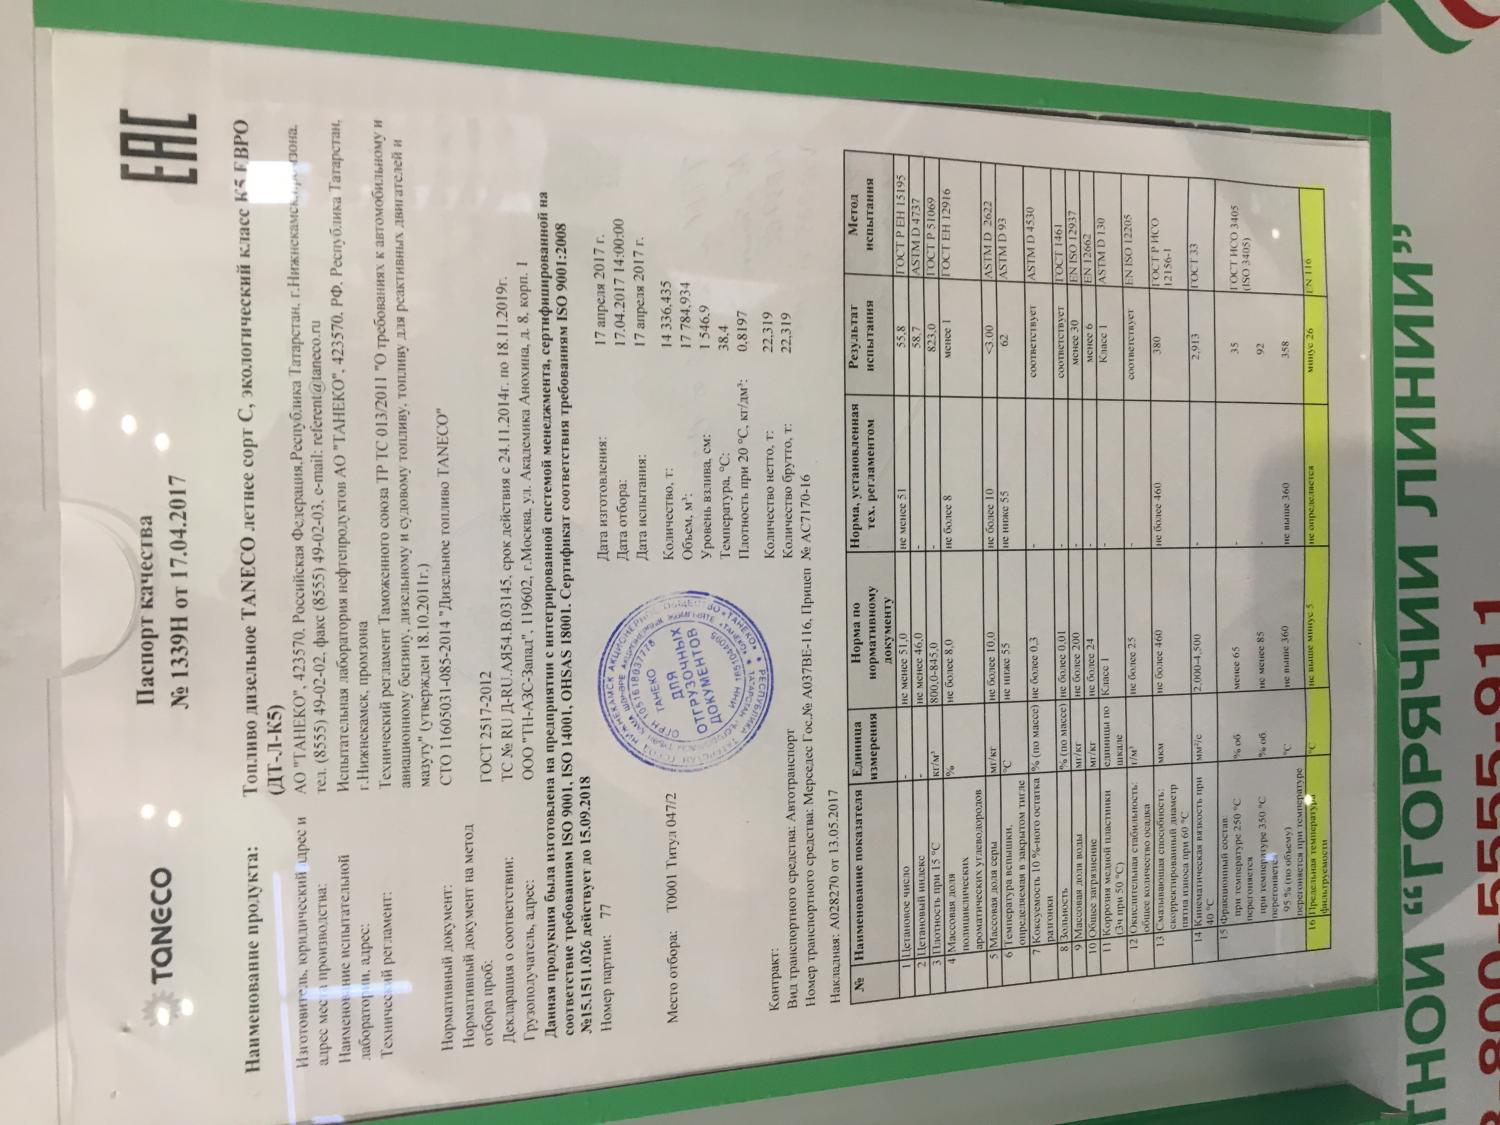 TANECO
Паспорт качества
№ 1339Н от 17.04.2017
ЕАС
Наименование продукта: Топливо дизельное TANECO летнее сорт С, экологический класс К5 ЕВРО
(ДТ-Л-К5)
Изготовитель, юридический адрес и АО "ТАНЕКО", 423570, Российская Федерация,Республика Татарстан, г.Нижнекамск,промзона,
адрес места производства: тел. (8555) 49-02-02, факс (8555) 49-02-03, e-mail: referent@taneco.ru
Наименование испытательной Испытательная лаборатория нефтепродуктов АО "ТАНЕКО", 423570, РФ, Республика Татарстан,
лаборатории, адрес: г.Нижнекамск, промзона
Технический регламент: Технический регламент Таможенного союза ТР ТС 013/2011 "О требованиях к автомобильному и
авиационному бензину, дизельному и судовому топливу, топливу для реактивных двигателей и
мазуту" (утвержден 18.10.2011г.)
Нормативный документ: СТО 11605031-085-2014 "Дизельное топливо TANECO"
Нормативный документ на метод
отбора проб: ГОСТ 2517-2012
Декларация о соответствии: ТС № RU Д-RU.АЯ54.В.03145, срок действия с 24.11.2014г. по 18.11.2019г.
Грузополучатель, адрес: ООО "ТН-АЗС-Запад", 119602, г.Москва, ул. Академика Анохина, д. 8, корп. 1
Данная продукция была изготовлена на предприятии с интегрированной системой менеджмента, сертифицированной на
соответствие требованиям ISO 9001, ISO 14001, OHSAS 18001. Сертификат соответствия требованиям ISO 9001:2008
№15.1511.026 действует до 15.09.2018
Номер партии: 77 Дата изготовления: 17 апреля 2017 г.
Дата отбора: 17.04.2017 14:00:00
Дата испытания: 17 апреля 2017 г.
Место отбора: Т0001 Титул 047/2 Количество, т: 14 336,435
Объем, м³: 17 784,934
Уровень взлива, см: 1 546,9
Температура, °С: 38,4
Плотность при 20 °С, кг/дм³: 0,8197
Контракт: Количество нетто, т: 22,319
Вид транспортного средства: Автотранспорт Количество брутто, т: 22,319
Номер транспортного средства: Мерседес Гос.№ А037ВЕ-116, Прицеп № АС7170-16
Накладная: А028270 от 13.05.2017
ТАНЕКО
ДЛЯ
ОТГРУЗОЧНЫХ
ДОКУМЕНТОВ
№ Наименование показателя Единица измерения Норма по нормативному документу Норма, установленная тех. регламентом Результат испытания Метод испытания
1 Цетановое число - не менее 51,0 не менее 51 55,8 ГОСТ Р ЕН 15195
2 Цетановый индекс - не менее 46,0 - 58,7 ASTM D 4737
3 Плотность при 15 °С кг/м³ 800,0-845,0 - 823,0 ГОСТ Р 51069
4 Массовая доля полициклических ароматических углеводородов % не более 8,0 не более 8 менее 1 ГОСТ ЕН 12916
5 Массовая доля серы мг/кг не более 10,0 не более 10 <3,00 ASTM D 2622
6 Температура вспышки, определяемая в закрытом тигле °С не ниже 55 не ниже 55 62 ASTM D 93
7 Коксуемость 10 %-ного остатка разгонки % (по массе) не более 0,3 - соответствует ASTM D 4530
8 Зольность % (по массе) не более 0,01 - соответствует ГОСТ 1461
9 Массовая доля воды мг/кг не более 200 - менее 30 EN ISO 12937
10 Общее загрязнение мг/кг не более 24 - менее 6 EN 12662
11 Коррозия медной пластинки (3ч при 50 °С) единицы по шкале Класс 1 - Класс 1 ASTM D 130
12 Окислительная стабильность: общее количество осадка г/м³ не более 25 - соответствует EN ISO 12205
13 Смазывающая способность: скорректированный диаметр пятна износа при 60 °С мкм не более 460 не более 460 380 ГОСТ Р ИСО 12156-1
14 Кинематическая вязкость при 40 °С мм²/с 2,000-4,500 - 2,913 ГОСТ 33
15 Фракционный состав: ГОСТ ИСО 3405 (ISO 3405)
при температуре 250 °С перегоняется % об менее 65 - 35
при температуре 350 °С перегоняется % об не менее 85 - 92
95 % (по объему) перегоняется при температуре °С не выше 360 не выше 360 358
16 Предельная температура фильтруемости °С не выше минус 5 не определяется минус 26 EN 116
ТНОЙ “ГОРЯЧИЙ ЛИНИИ”
8-800-5555-911